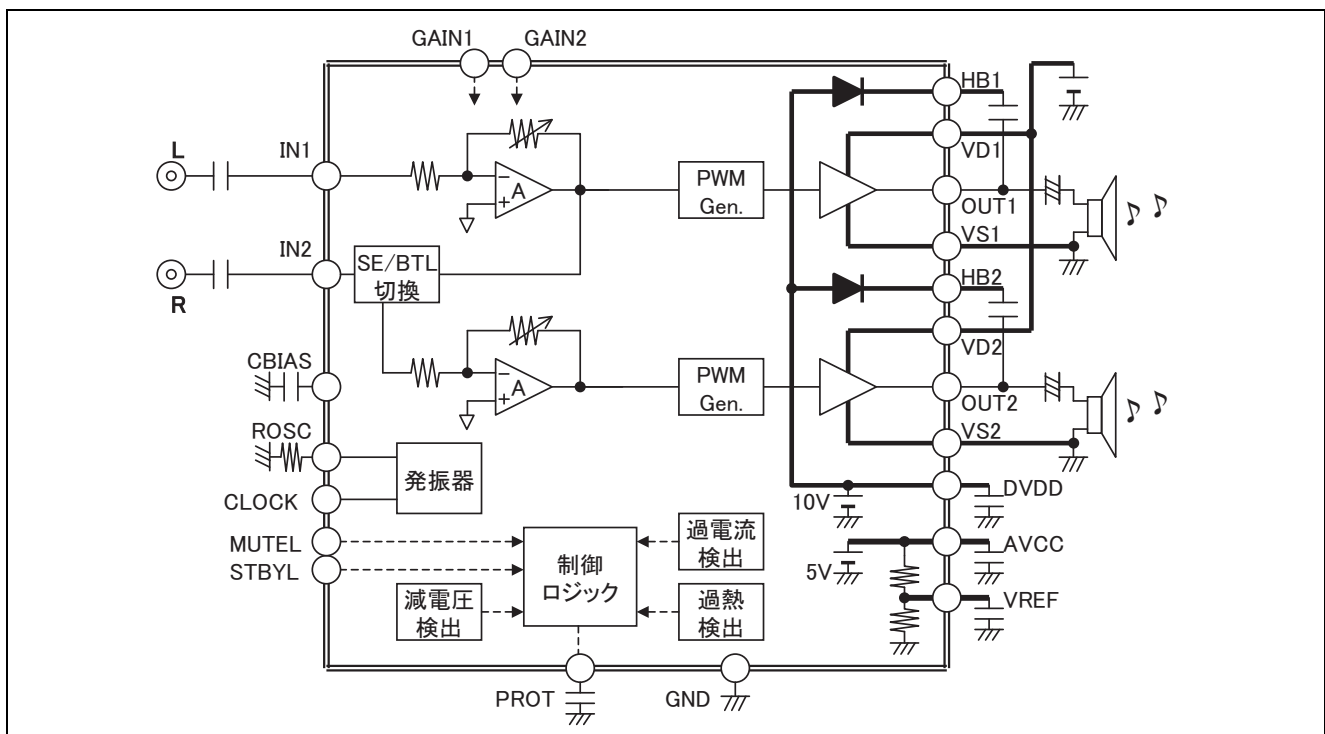 GAIN1
GAIN2
L
IN1
A
PWM
Gen.
HB1
VD1
OUT1
VS1
♪ ♪
R
IN2
SE/BTL
切換
A
PWM
Gen.
HB2
VD2
OUT2
VS2
♪ ♪
CBIAS
ROSC
発振器
CLOCK
10V
DVDD
MUTEL
STBYL
制御
ロジック
過電流
検出
減電圧
検出
過熱
検出
5V
AVCC
VREF
PROT
GND